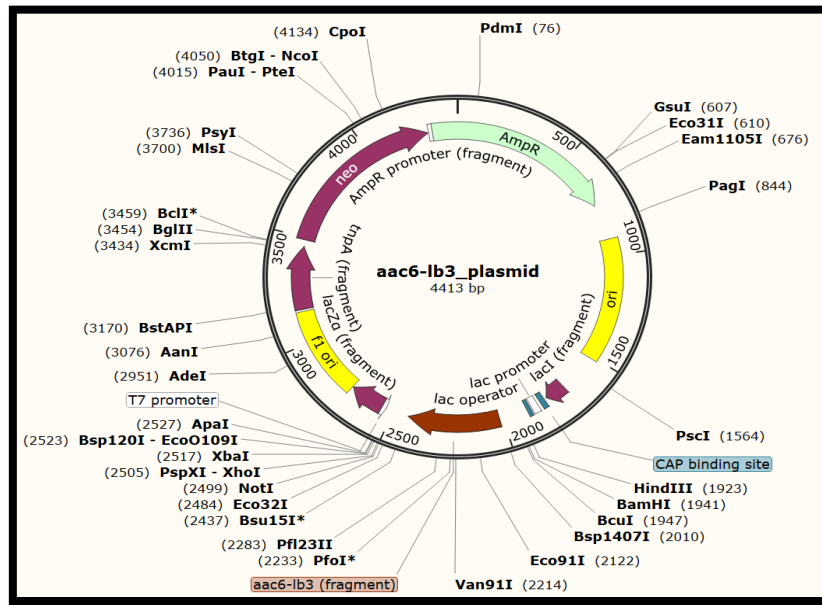 (4134) CpoI
PdmI (76)
(4050) BtgI - NcoI
(4015) PauI - PteI
GsuI (607)
Eco31I (610)
Eam1105I (676)
(3736) PsyI
(3700) MlsI
PagI (844)
(3459) BclI*
(3454) BglII
(3434) XcmI
500
1000
1500
2000
2500
3000
3500
4000
neo
AmpR promoter (fragment)
AmpR
ori
tnpA (fragment)
lacZα (fragment)
f1 ori
aac6-lb3_plasmid
4413 bp
lac promoter
lacI (fragment)
lac operator
(3170) BstAPI
(3076) AanI
(2951) AdeI
T7 promoter
(2527) ApaI
(2523) Bsp120I - EcoO109I
(2517) XbaI
(2505) PspXI - XhoI
(2499) NotI
(2484) Eco32I
(2437) Bsu15I*
(2283) Pfl23II
(2233) PfoI*
aac6-lb3 (fragment)
Van91I (2214)
Eco91I (2122)
Bsp1407I (2010)
BcuI (1947)
BamHI (1941)
HindIII (1923)
CAP binding site
PscI (1564)